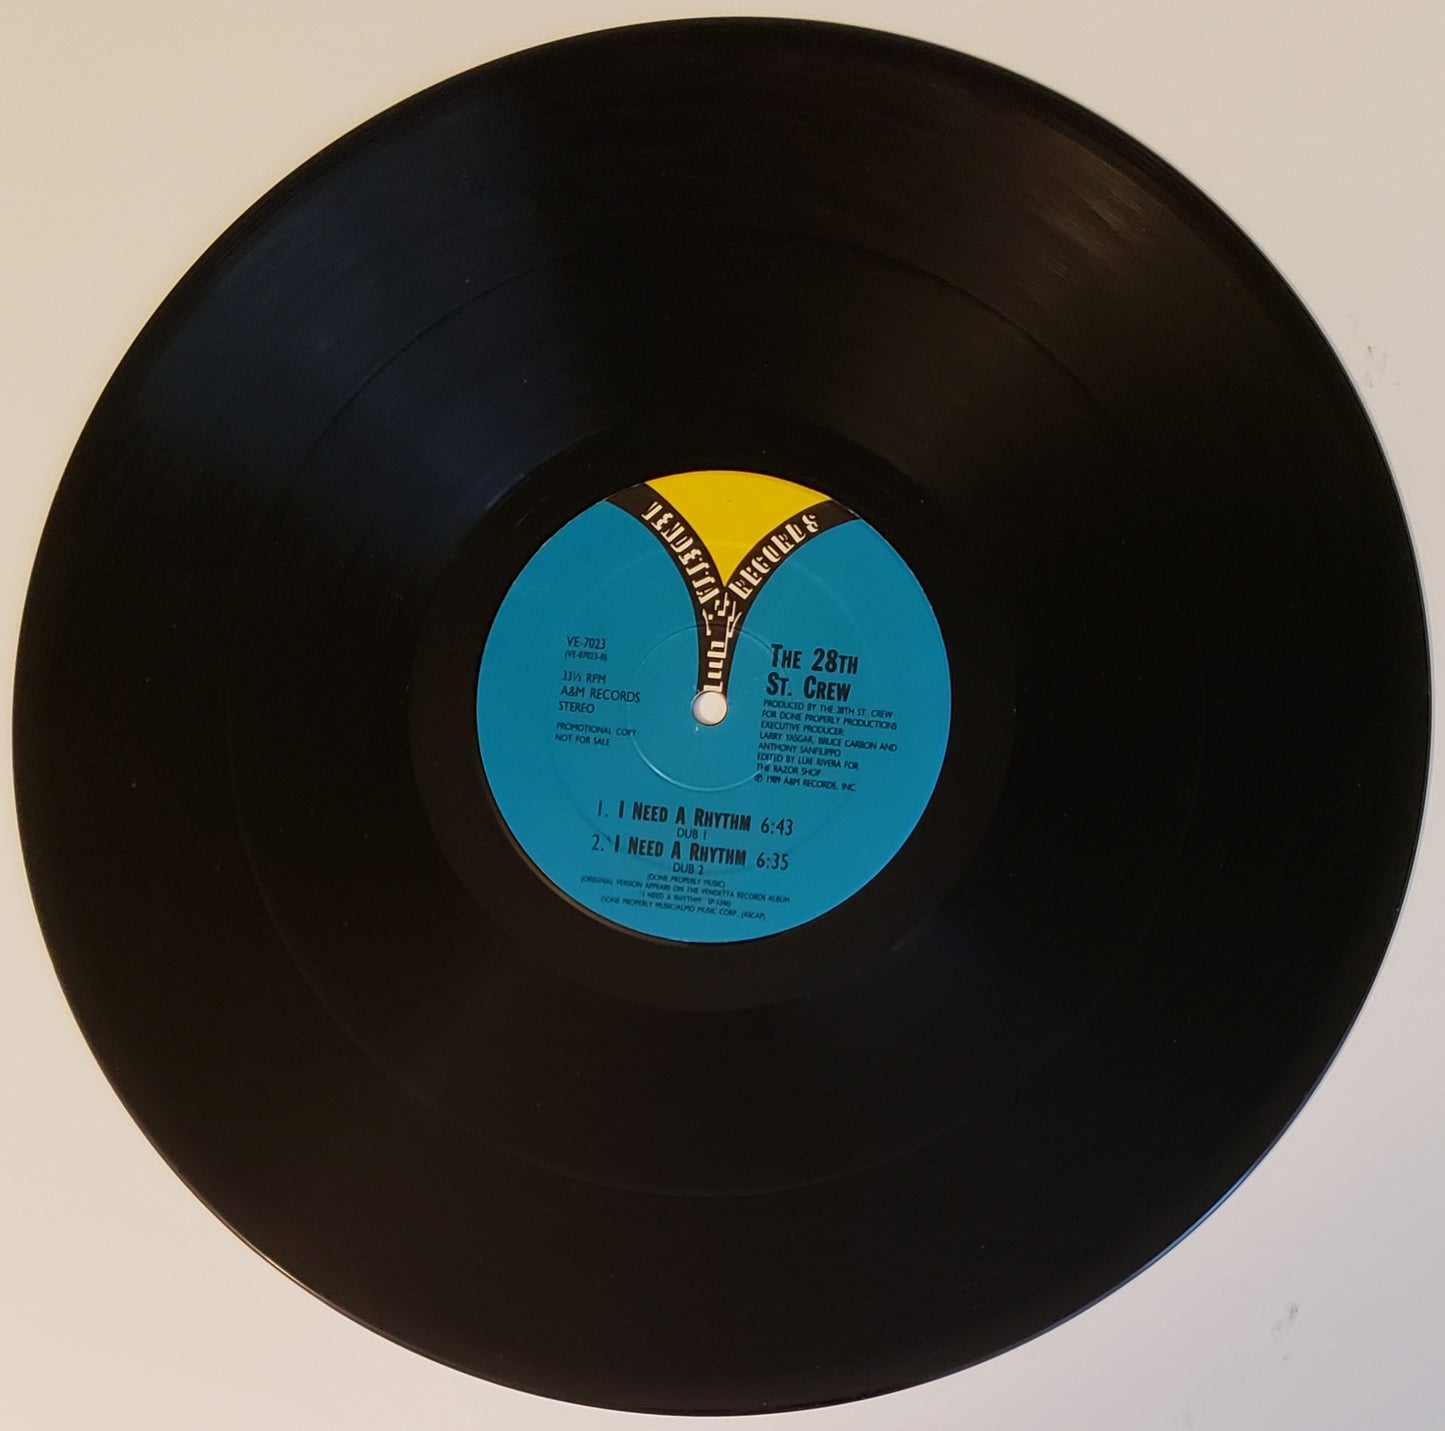 VENDETTA RECORDS
VE-7023
(VE-07023-B)
33⅓ RPM
A&M RECORDS
STEREO
PROMOTIONAL COPY
NOT FOR SALE
THE 28TH
ST. CREW
PRODUCED BY THE 28TH ST. CREW
FOR DONE PROPERLY PRODUCTIONS
EXECUTIVE PRODUCER:
LARRY YASGAR, BRUCE CARBON AND
ANTHONY SANFILIPPO
EDITED BY LUIE RIVERA FOR
THE RAZOR SHOP
℗ 1989 A&M RECORDS, INC.
1. I NEED A RHYTHM 6:43
DUB 1
2. I NEED A RHYTHM 6:35
DUB 2
(DONE PROPERLY MUSIC)
(ORIGINAL VERSION APPEARS ON THE VENDETTA RECORDS ALBUM
"I NEED A RHYTHM" SP-5246)
DONE PROPERLY MUSIC/ALMO MUSIC CORP. (ASCAP)